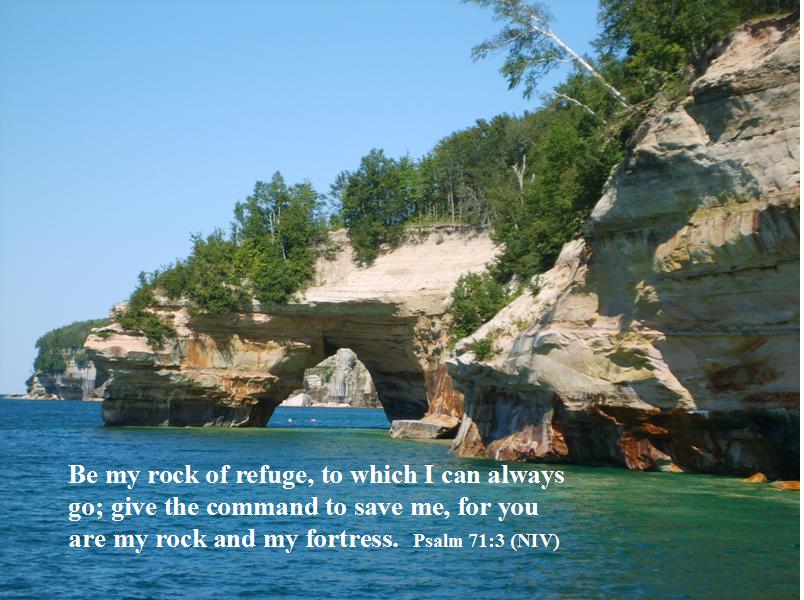 Be my rock of refuge, to which I can always
go; give the command to save me, for you
are my rock and my fortress. Psalm 71:3 (NIV)